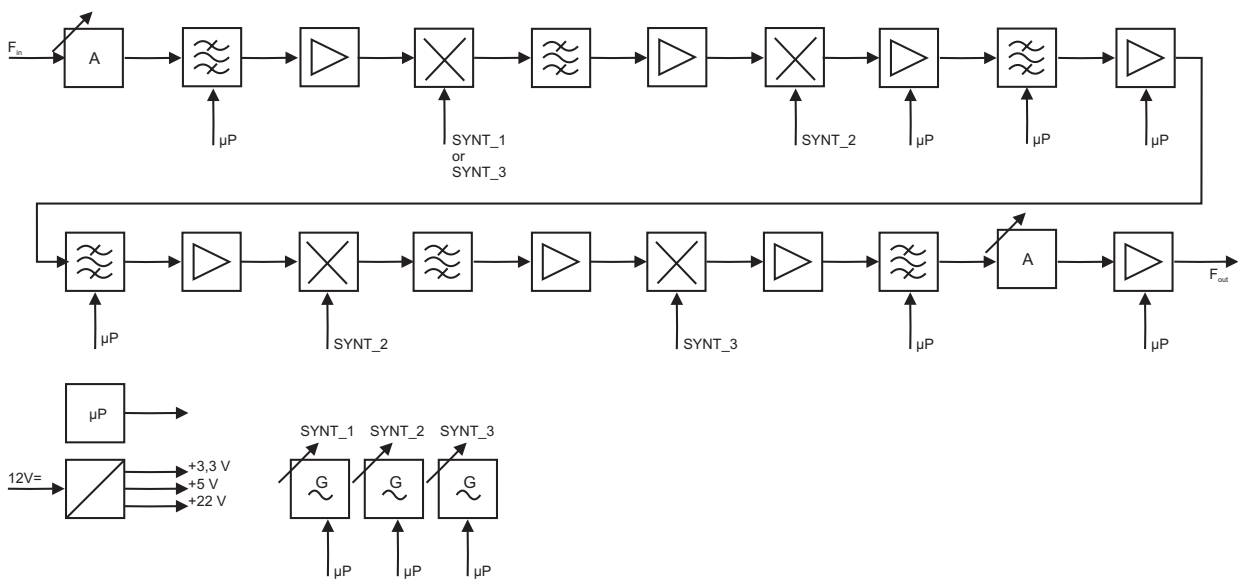 F_in
A
µP
SYNT_1
or
SYNT_3
SYNT_2
µP
µP
µP
A
F_out
µP
SYNT_2
SYNT_3
µP
µP
µP
SYNT_1
SYNT_2
SYNT_3
12V=
+3,3 V
+5 V
+22 V
G
G
G
µP
µP
µP